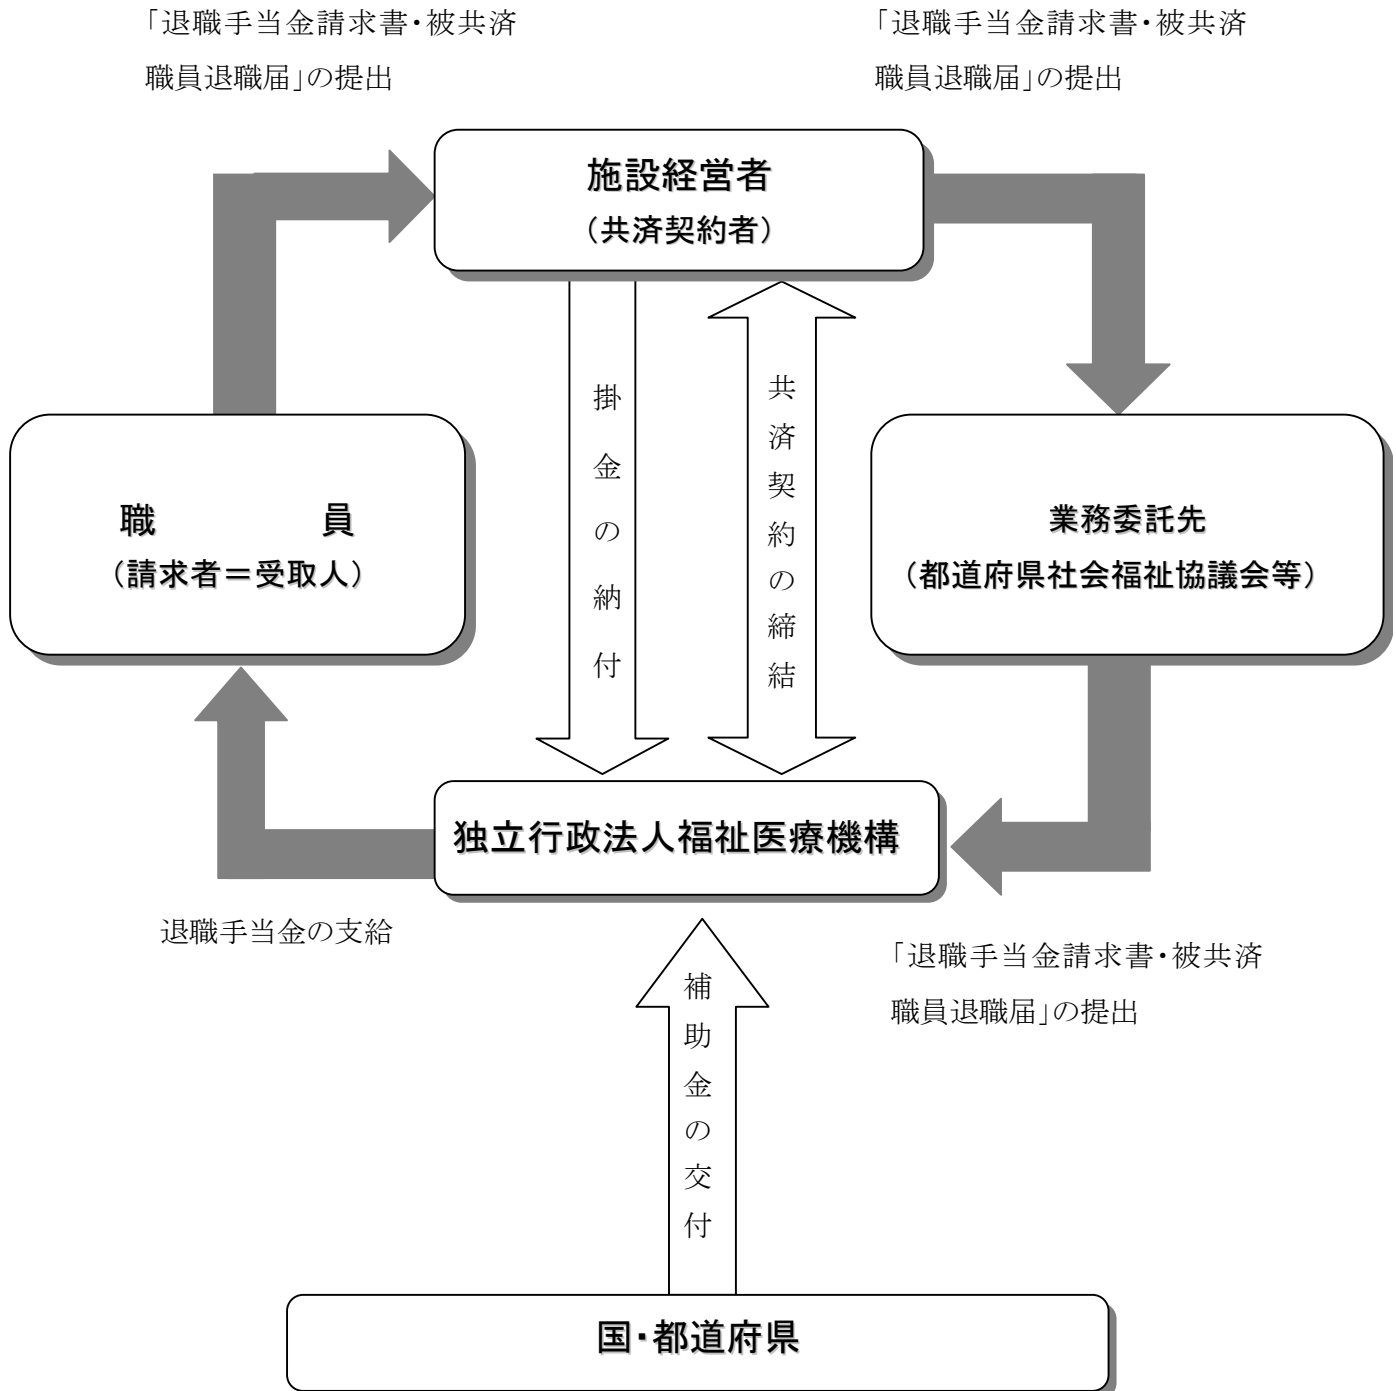 「退職手当金請求書・被共済
職員退職届」の提出
「退職手当金請求書・被共済
職員退職届」の提出
施設経営者
（共済契約者）
掛金の納付
共済契約の締結
職　　　　員
（請求者＝受取人）
業務委託先
（都道府県社会福祉協議会等）
独立行政法人福祉医療機構
退職手当金の支給
「退職手当金請求書・被共済
職員退職届」の提出
補助金の交付
国・都道府県